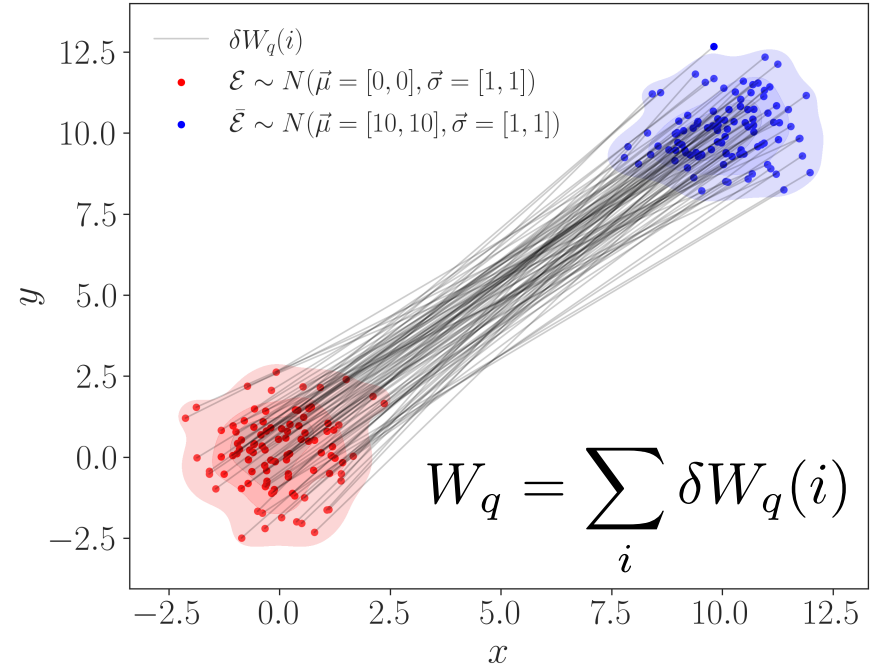 δW_q(i)
ℰ ∼ N(μ⃗ = [0, 0], σ⃗ = [1, 1])
ℰ̄ ∼ N(μ⃗ = [10, 10], σ⃗ = [1, 1])
12.5
10.0
7.5
5.0
2.5
0.0
−2.5
y
W_q = ∑_i δW_q(i)
−2.5 0.0 2.5 5.0 7.5 10.0 12.5
x